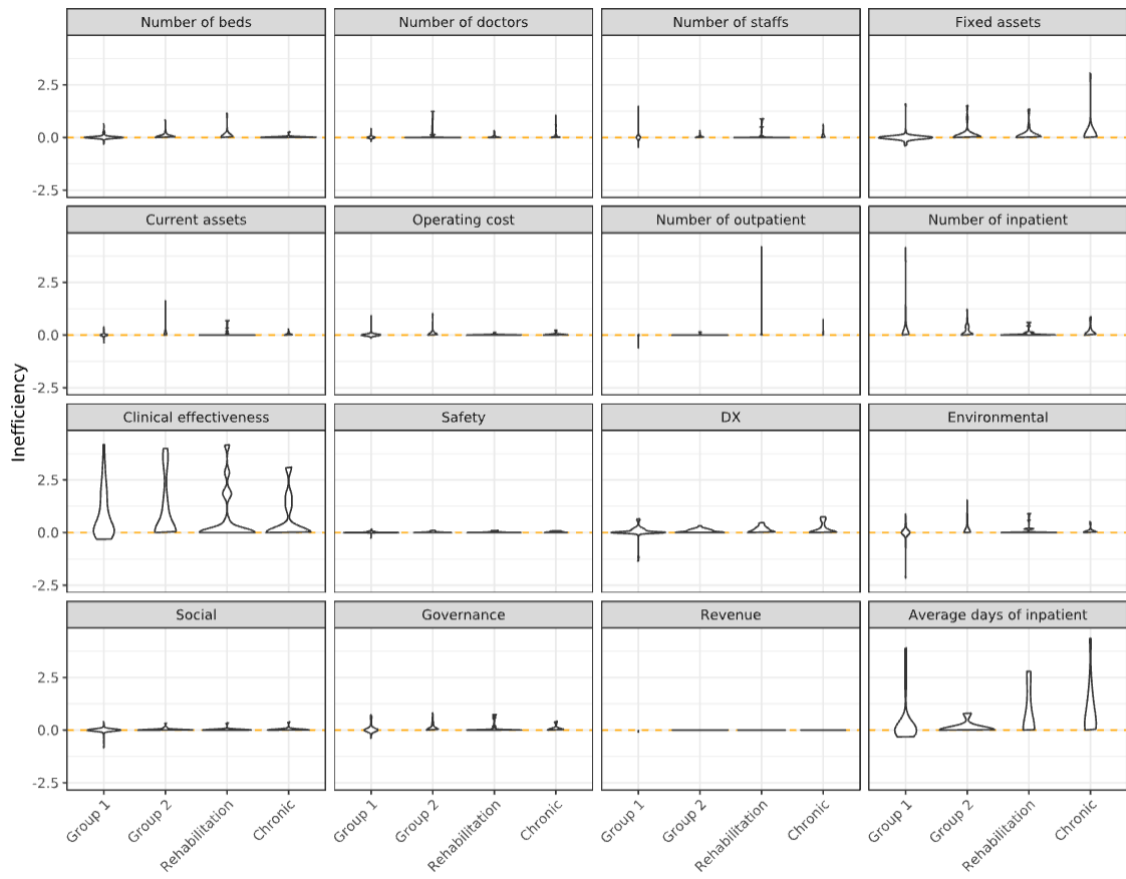 Number of beds
Number of doctors
Number of staffs
Fixed assets
2.5
0.0
-2.5
Current assets
Operating cost
Number of outpatient
Number of inpatient
2.5
0.0
-2.5
Inefficiency
Clinical effectiveness
Safety
DX
Environmental
2.5
0.0
-2.5
Social
Governance
Revenue
Average days of inpatient
2.5
0.0
-2.5
Group 1
Group 2
Rehabilitation
Chronic
Group 1
Group 2
Rehabilitation
Chronic
Group 1
Group 2
Rehabilitation
Chronic
Group 1
Group 2
Rehabilitation
Chronic